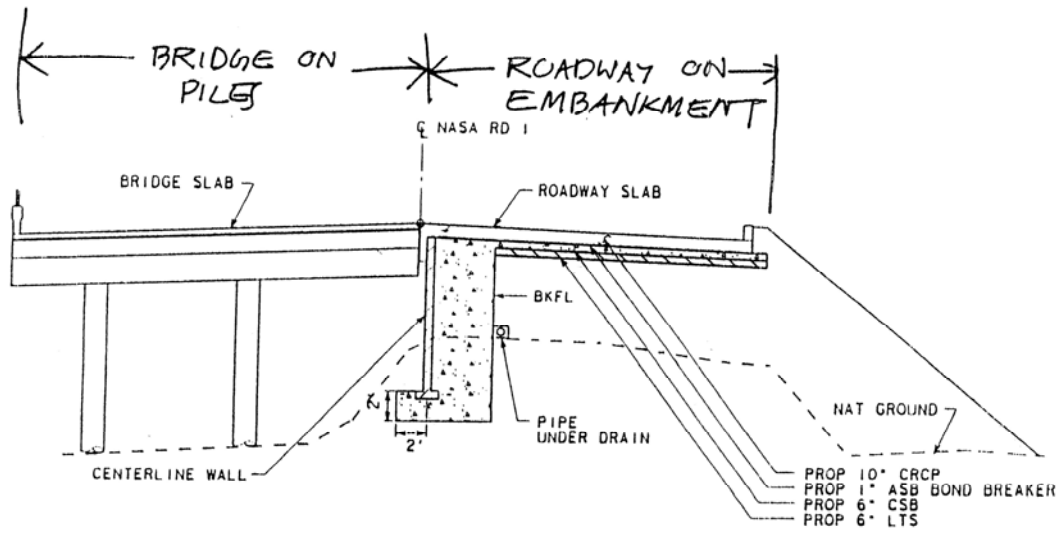 BRIDGE ON
PILES
ROADWAY ON
EMBANKMENT
℄ NASA RD 1
BRIDGE SLAB
ROADWAY SLAB
BKFL
2'
2'
PIPE
UNDER DRAIN
NAT GROUND
CENTERLINE WALL
PROP 10" CRCP
PROP 1" ASB BOND BREAKER
PROP 6" CSB
PROP 6" LTS